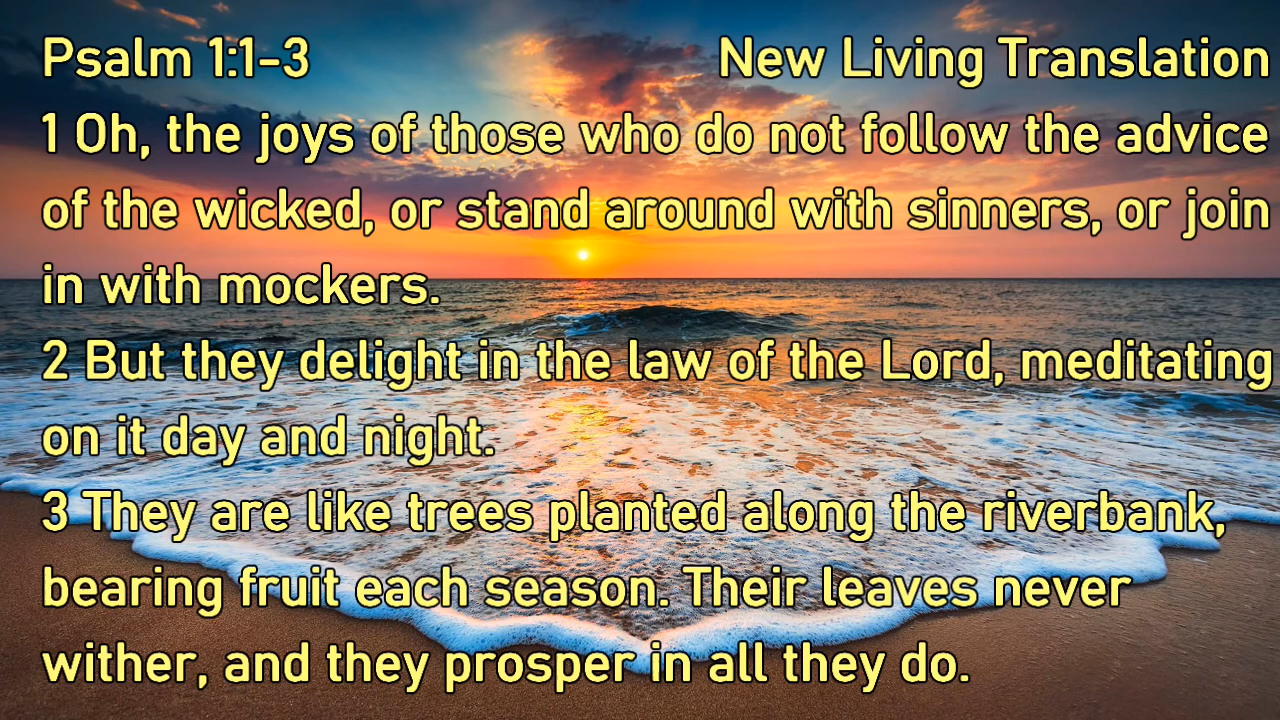 Psalm 1:1-3 New Living Translation
1 Oh, the joys of those who do not follow the advice
of the wicked, or stand around with sinners, or join
in with mockers.
2 But they delight in the law of the Lord, meditating
on it day and night.
3 They are like trees planted along the riverbank,
bearing fruit each season. Their leaves never
wither, and they prosper in all they do.